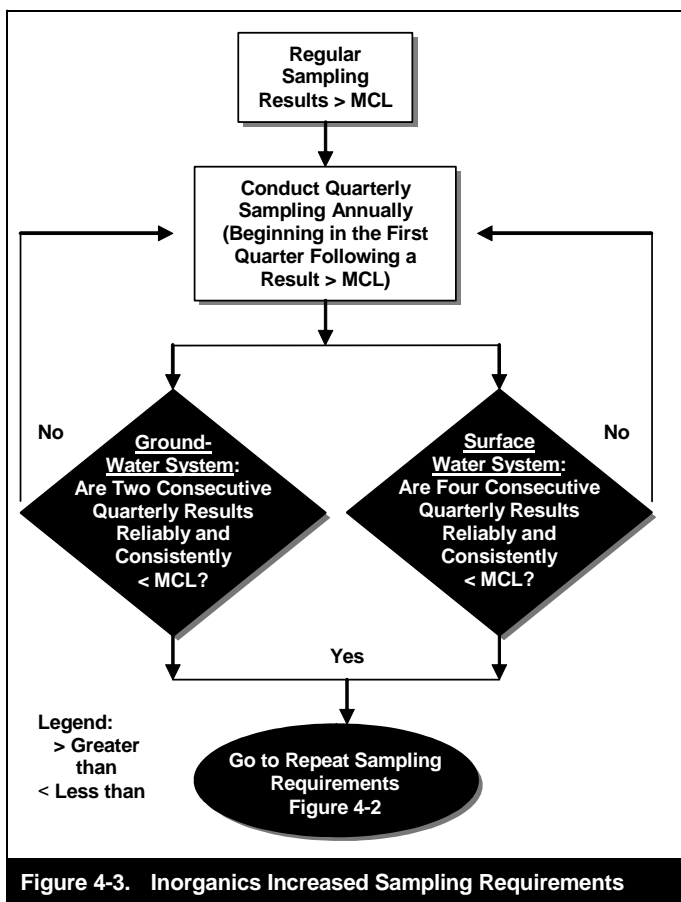 Regular
Sampling
Results > MCL
Conduct Quarterly
Sampling Annually
(Beginning in the First
Quarter Following a
Result > MCL)
No
Ground-
Water System:
Are Two Consecutive
Quarterly Results
Reliably and
Consistently
< MCL?
Surface
Water System:
Are Four Consecutive
Quarterly Results
Reliably and
Consistently
< MCL?
No
Yes
Legend:
> Greater
than
< Less than
Go to Repeat Sampling
Requirements
Figure 4-2
Figure 4-3. Inorganics Increased Sampling Requirements